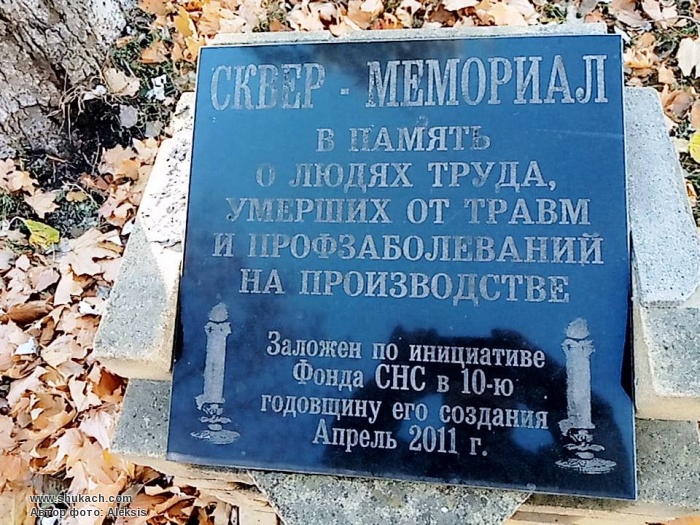 СКВЕР - МЕМОРИАЛ
В ПАМЯТЬ
О ЛЮДЯХ ТРУДА,
УМЕРШИХ ОТ ТРАВМ
И ПРОФЗАБОЛЕВАНИЙ
НА ПРОИЗВОДСТВЕ
Заложен по инициативе
Фонда СНС в 10-ю
годовщину его создания
Апрель 2011 г.
www.shukach.com
Автор фото: Aleksis